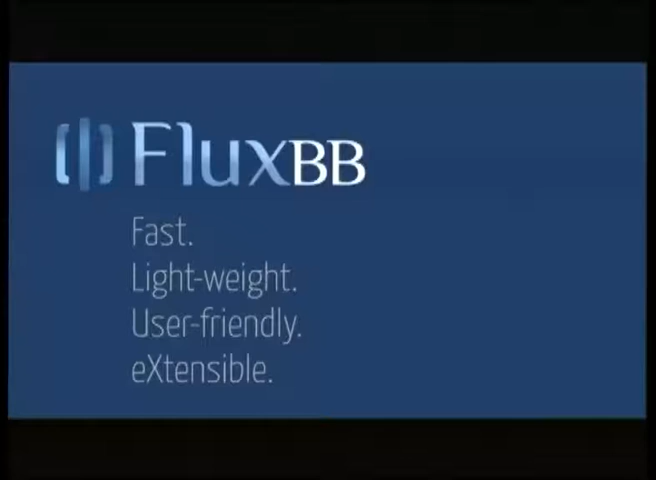 FluxBB
Fast.
Light-weight.
User-friendly.
eXtensible.